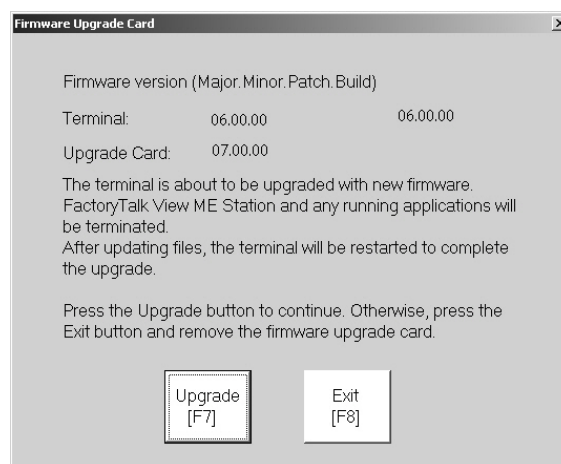 Firmware Upgrade Card
Firmware version (Major.Minor.Patch.Build)
Terminal: 06.00.00 06.00.00
Upgrade Card: 07.00.00
The terminal is about to be upgraded with new firmware.
FactoryTalk View ME Station and any running applications will
be terminated.
After updating files, the terminal will be restarted to complete
the upgrade.
Press the Upgrade button to continue. Otherwise, press the
Exit button and remove the firmware upgrade card.
Upgrade
[F7]
Exit
[F8]